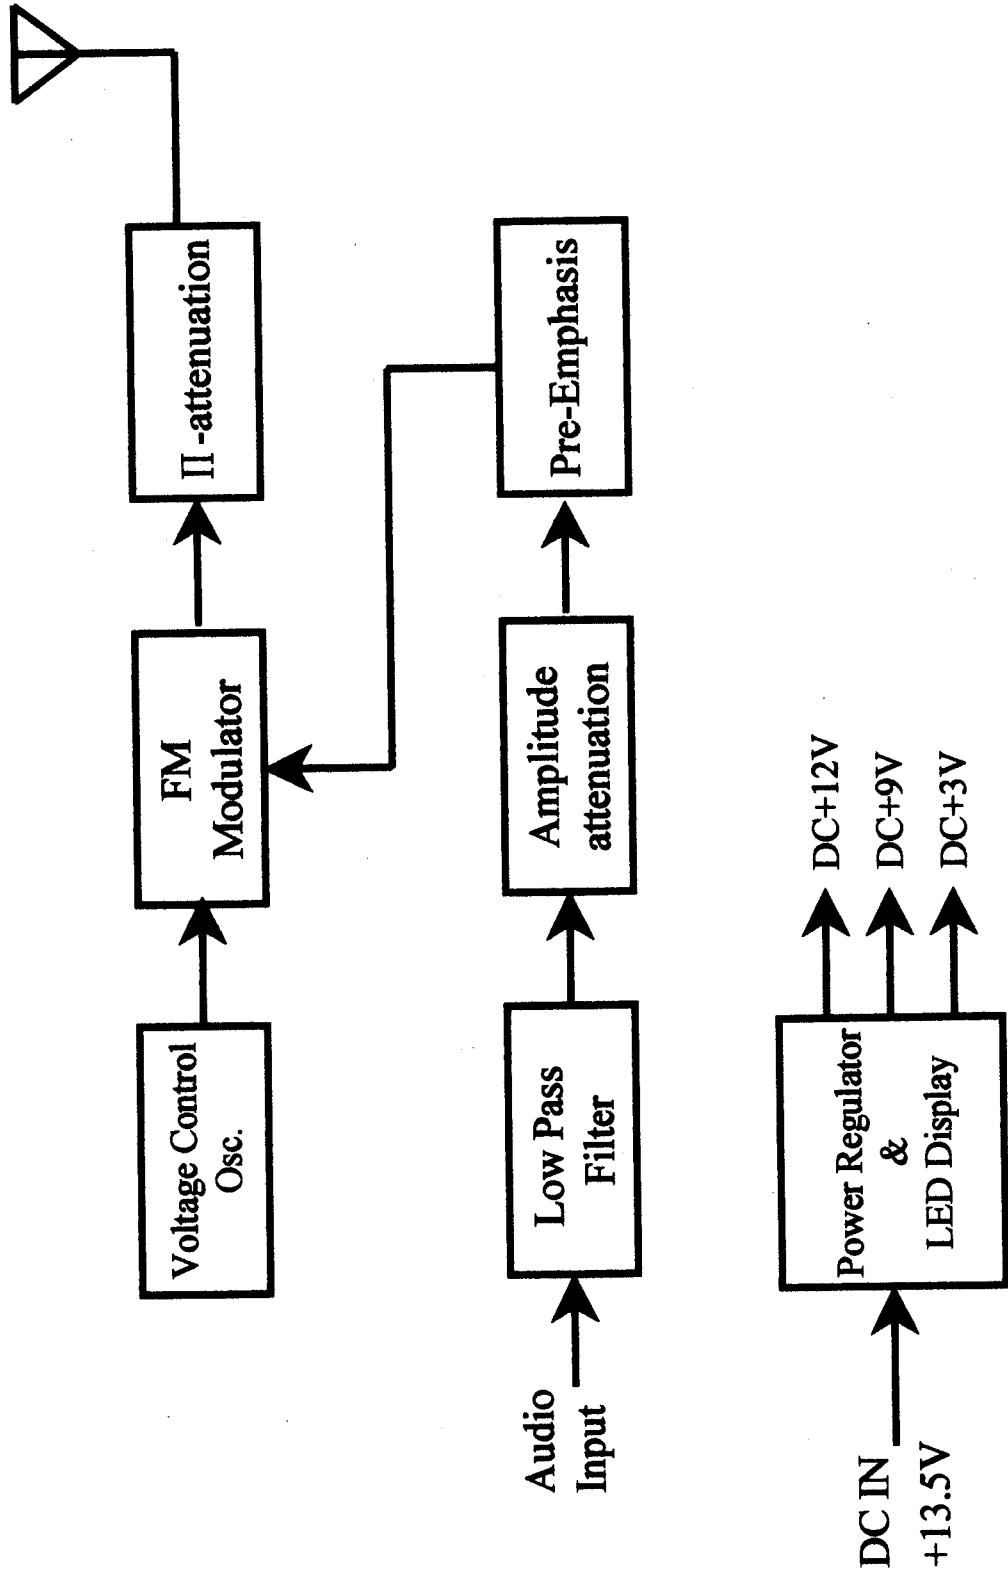 Voltage Control
Osc.
FM
Modulator
Π-attenuation
Audio
Input
Low Pass
Filter
Amplitude
attenuation
Pre-Emphasis
DC IN
+13.5V
Power Regulator
&
LED Display
DC+12V
DC+9V
DC+3V